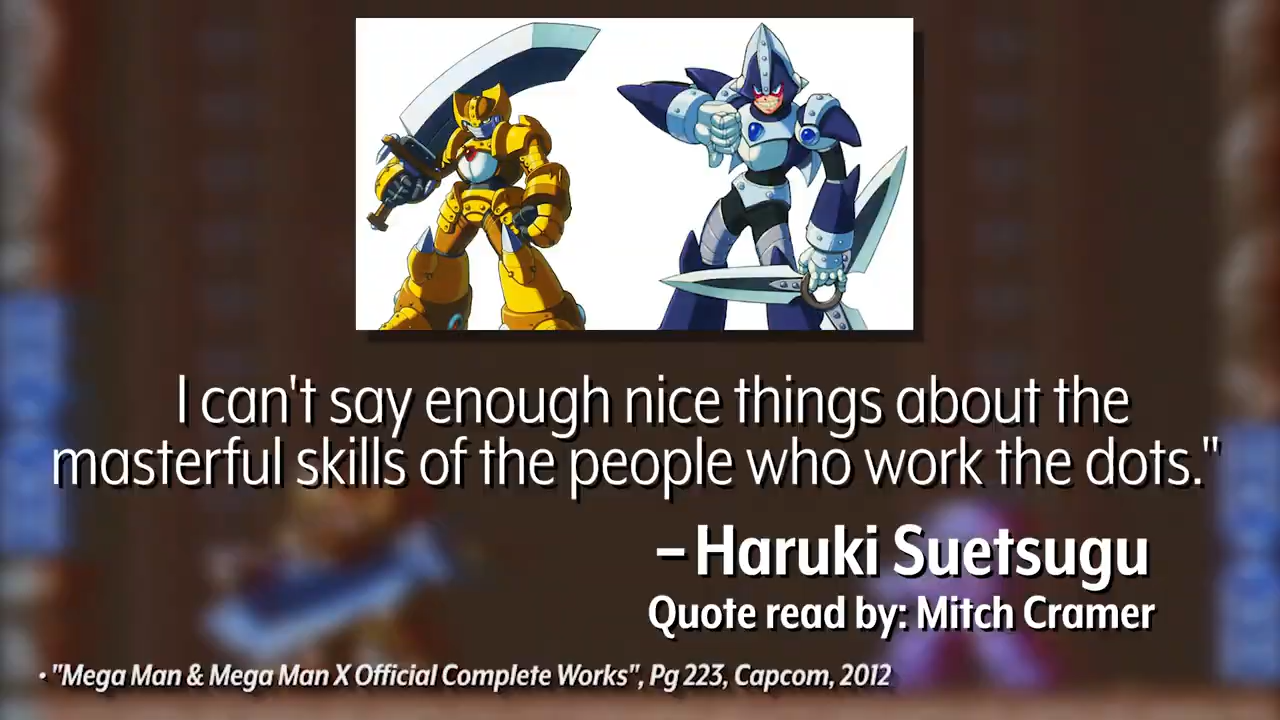 I can't say enough nice things about the
masterful skills of the people who work the dots."
– Haruki Suetsugu
Quote read by: Mitch Cramer
• "Mega Man & Mega Man X Official Complete Works", Pg 223, Capcom, 2012